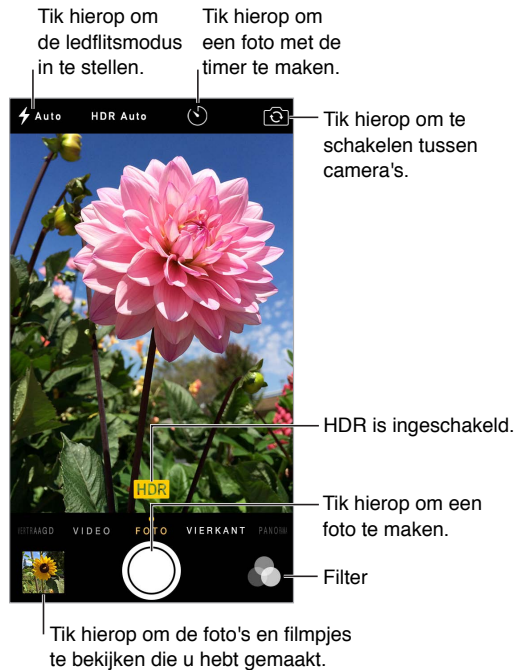 Tik hierop om
de ledflitsmodus
in te stellen.
Tik hierop om
een foto met de
timer te maken.
Auto
HDR Auto
Tik hierop om te
schakelen tussen
camera's.
HDR is ingeschakeld.
HDR
Tik hierop om een
foto te maken.
VIDEO FOTO VIERKANT
Filter
Tik hierop om de foto's en filmpjes
te bekijken die u hebt gemaakt.